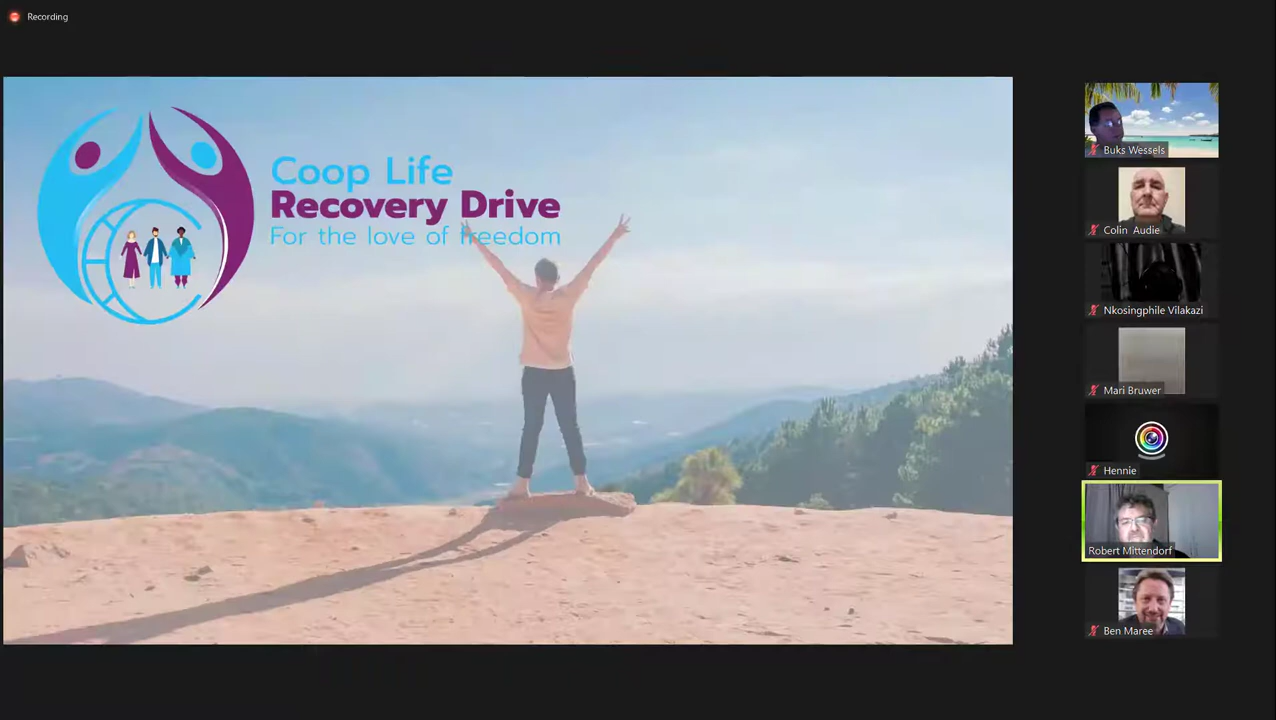 Recording
Coop Life
Recovery Drive
For the love of freedom
Buks Wessels
Colin Audie
Nkosingphile Vilakazi
Mari Bruwer
Hennie
Robert Mittendorf
Ben Maree